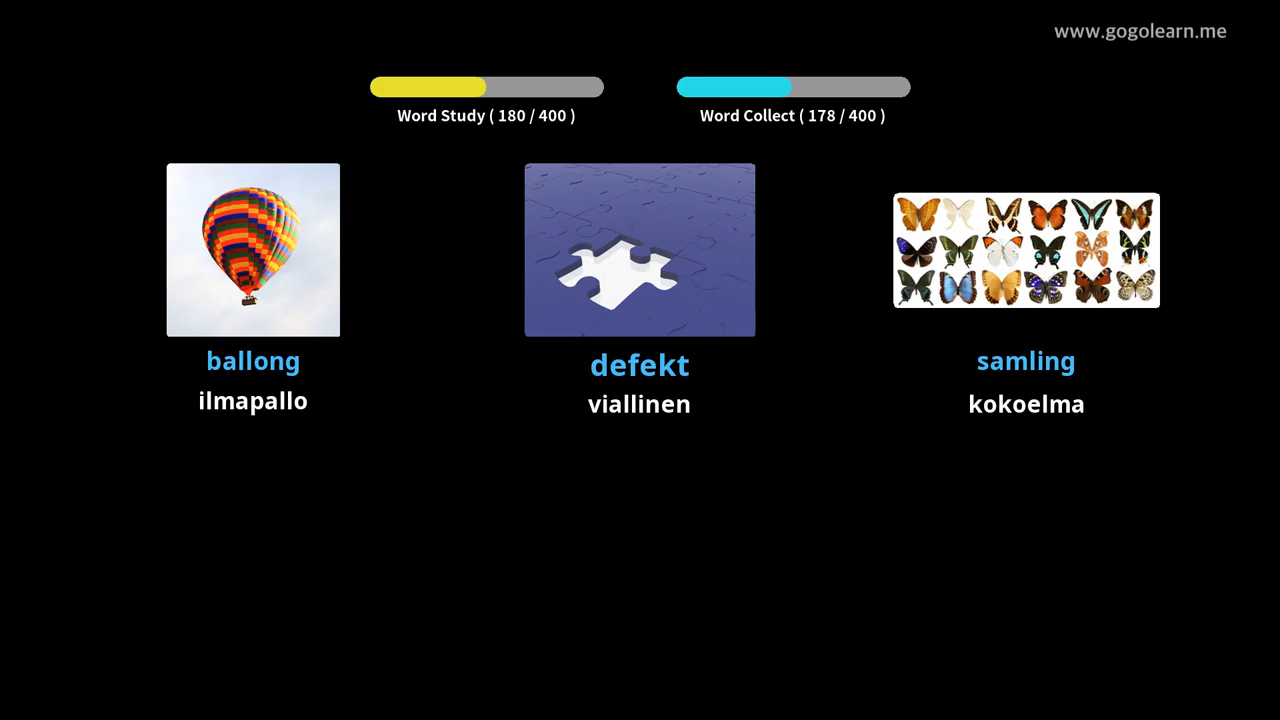 www.gogolearn.me
Word Study ( 180 / 400 )
Word Collect ( 178 / 400 )
ballong
ilmapallo
defekt
viallinen
samling
kokoelma